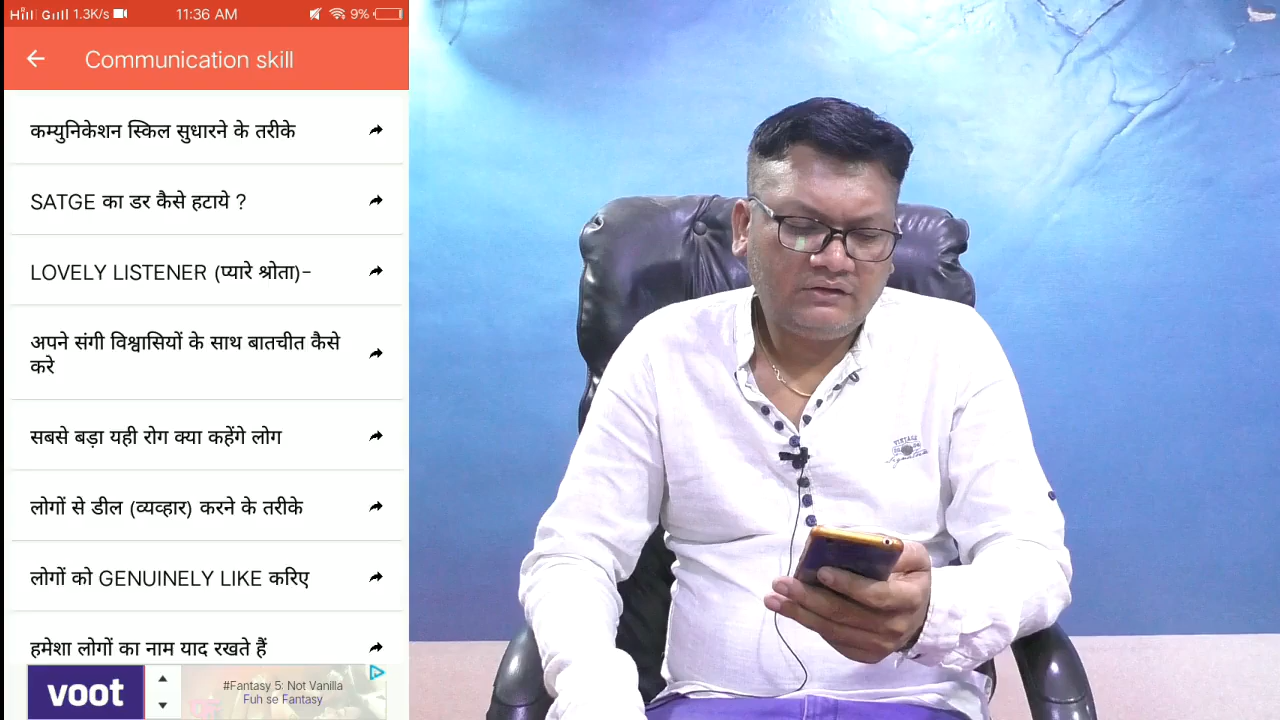 1.3K/s
11:36 AM
9%
Communication skill
कम्युनिकेशन स्किल सुधारने के तरीके
SATGE का डर कैसे हटाये ?
LOVELY LISTENER (प्यारे श्रोता)-
अपने संगी विश्वासियों के साथ बातचीत कैसे
करे
सबसे बड़ा यही रोग क्या कहेंगे लोग
लोगों से डील (व्यव्हार) करने के तरीके
लोगों को GENUINELY LIKE करिए
हमेशा लोगों का नाम याद रखते हैं
voot
#Fantasy 5: Not Vanilla
Fuh se Fantasy
VINTAGE